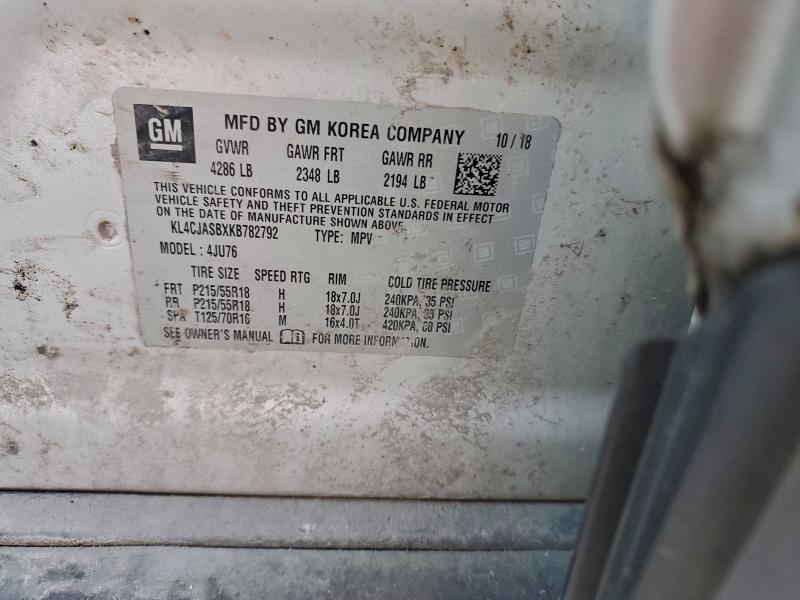 GM MFD BY GM KOREA COMPANY 10 / 18
GVWR GAWR FRT GAWR RR
4286 LB 2348 LB 2194 LB
THIS VEHICLE CONFORMS TO ALL APPLICABLE U.S. FEDERAL MOTOR
VEHICLE SAFETY AND THEFT PREVENTION STANDARDS IN EFFECT
ON THE DATE OF MANUFACTURE SHOWN ABOVE.
KL4CJASBXKB782792 TYPE: MPV
MODEL : 4JU76
TIRE SIZE SPEED RTG RIM COLD TIRE PRESSURE
FRT P215/55R18 H 18x7.0J 240KPA, 35 PSI
RR P215/55R18 H 18x7.0J 240KPA, 35 PSI
SPA T125/70R16 M 16x4.0T 420KPA, 60 PSI
SEE OWNER'S MANUAL FOR MORE INFORMATION.